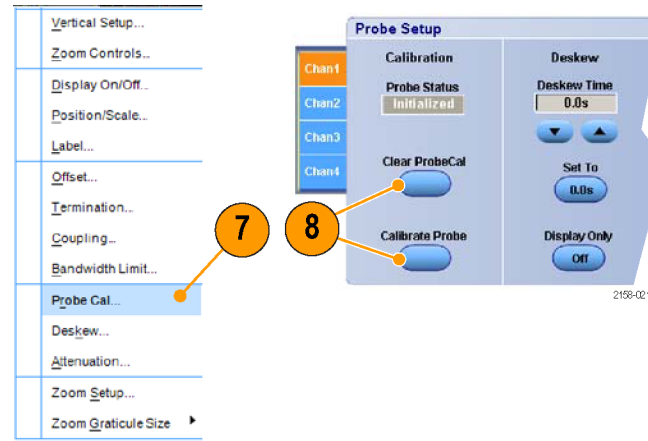 Vertical Setup...
Zoom Controls..
Display On/Off...
Position/Scale...
Label...
Offset...
Termination...
Coupling...
Bandwidth Limit...
Probe Cal...
Deskew...
Attenuation...
Zoom Setup...
Zoom Graticule Size
7
8
Probe Setup
Chan1
Chan2
Chan3
Chan4
Calibration
Probe Status
Initialized
Clear ProbeCal
Calibrate Probe
Deskew
Deskew Time
0.0s
Set To
0.0s
Display Only
Off
2158-021